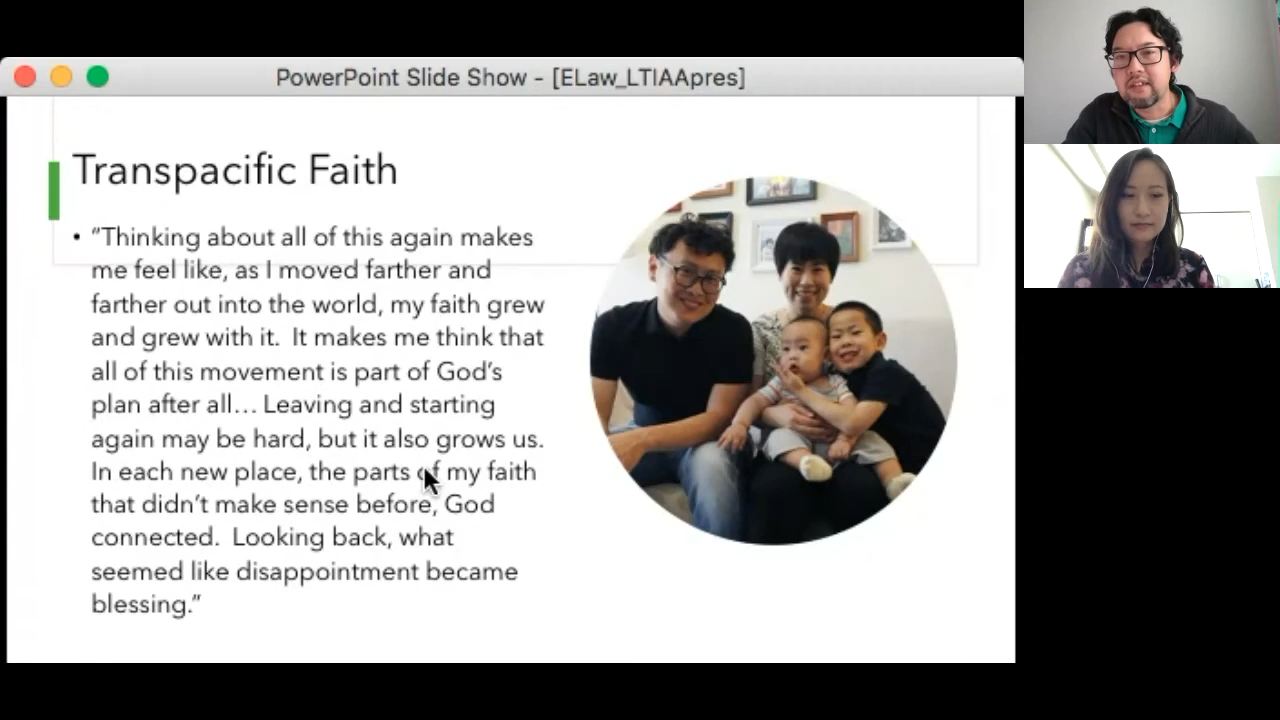 PowerPoint Slide Show - [ELaw_LTIAApres]
Transpacific Faith
• “Thinking about all of this again makes
me feel like, as I moved farther and
farther out into the world, my faith grew
and grew with it.  It makes me think that
all of this movement is part of God’s
plan after all… Leaving and starting
again may be hard, but it also grows us.
In each new place, the parts of my faith
that didn’t make sense before, God
connected.  Looking back, what
seemed like disappointment became
blessing.”